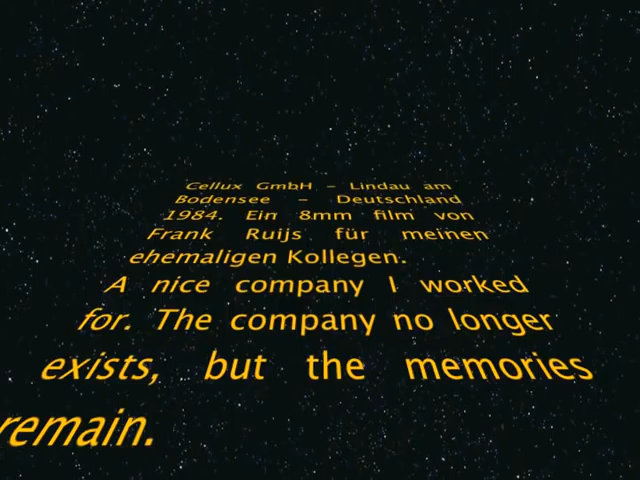 Cellux GmbH – Lindau am
Bodensee – Deutschland
1984. Ein 8mm film von
Frank Ruijs für meinen
ehemaligen Kollegen.
A nice company I worked
for. The company no longer
exists, but the memories
remain.